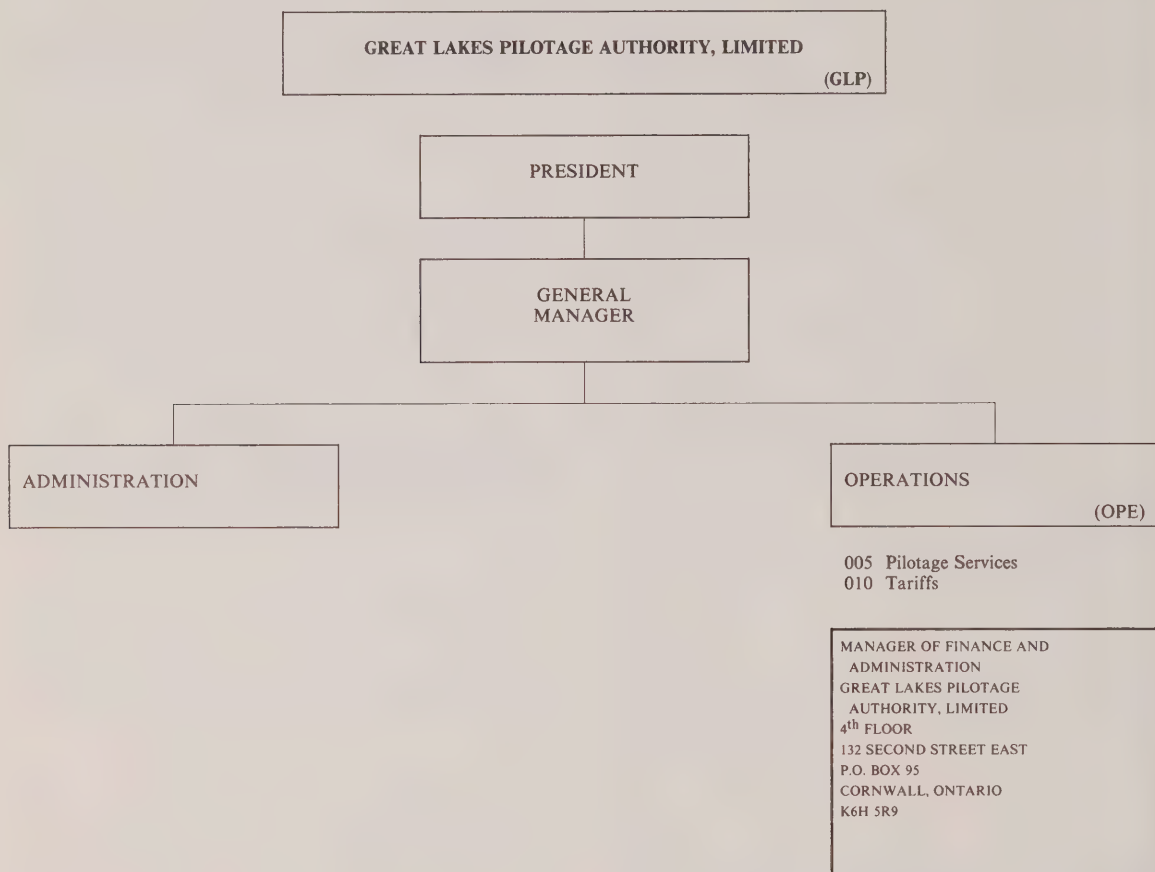 GREAT LAKES PILOTAGE AUTHORITY, LIMITED
(GLP)
PRESIDENT
GENERAL
MANAGER
ADMINISTRATION
OPERATIONS
(OPE)
005 Pilotage Services
010 Tariffs
MANAGER OF FINANCE AND
ADMINISTRATION
GREAT LAKES PILOTAGE
AUTHORITY, LIMITED
4th FLOOR
132 SECOND STREET EAST
P.O. BOX 95
CORNWALL, ONTARIO
K6H 5R9